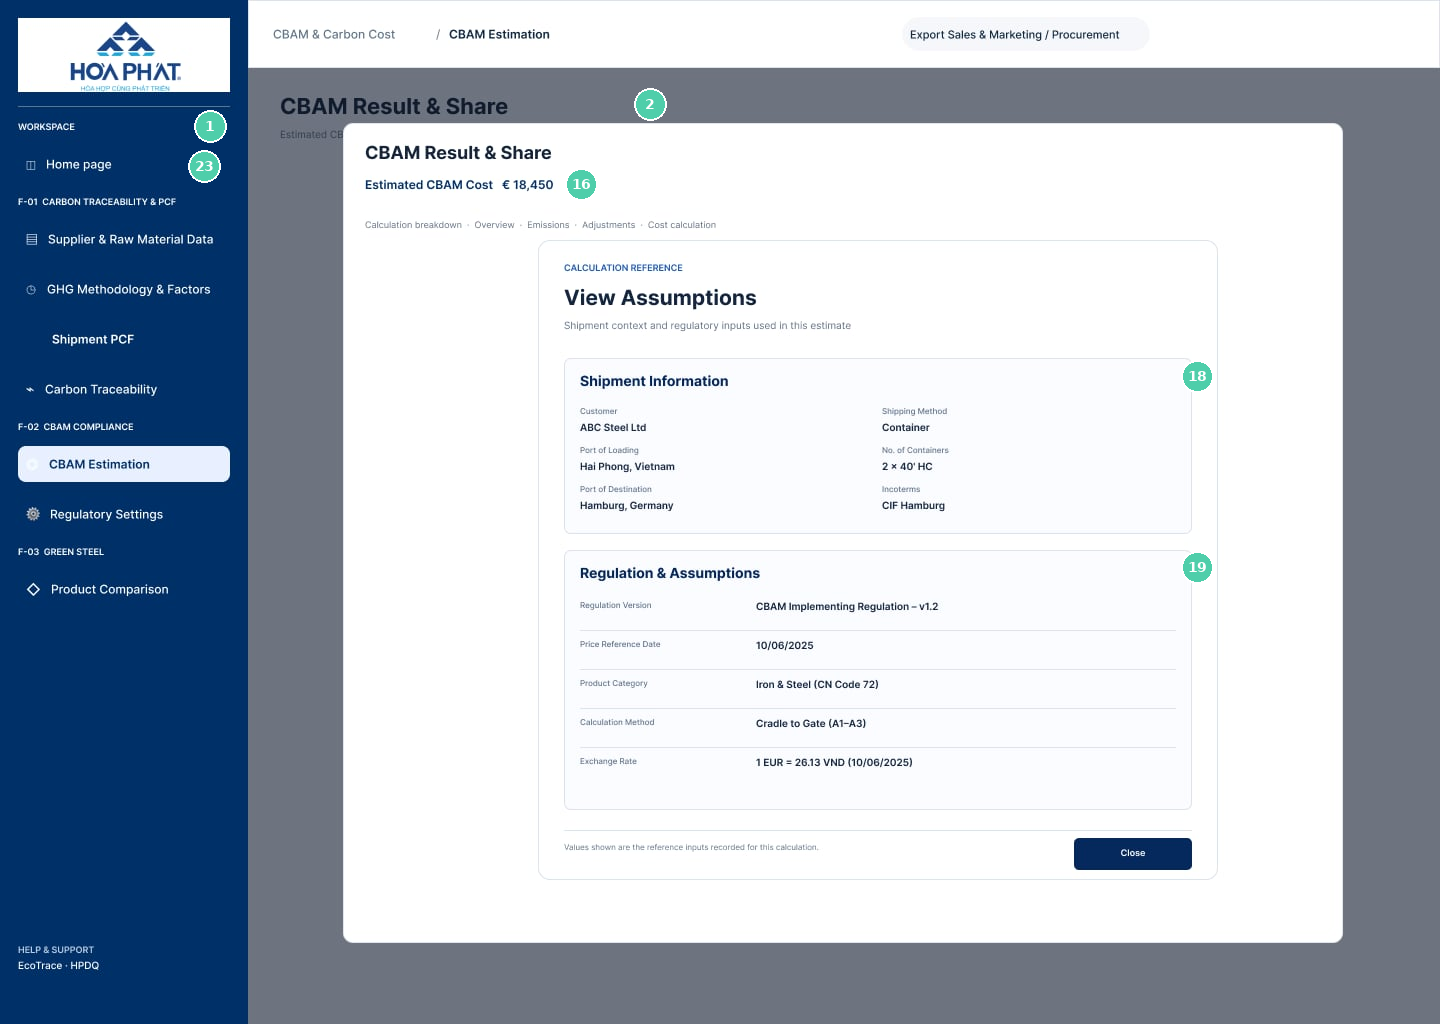 HÒA PHÁT
HÒA HỢP CÙNG PHÁT TRIỂN
WORKSPACE
1
Home page
23
F-01 CARBON TRACEABILITY & PCF
Supplier & Raw Material Data
GHG Methodology & Factors
Shipment PCF
Carbon Traceability
F-02 CBAM COMPLIANCE
CBAM Estimation
Regulatory Settings
F-03 GREEN STEEL
Product Comparison
HELP & SUPPORT
EcoTrace · HPDQ
CBAM & Carbon Cost / CBAM Estimation
Export Sales & Marketing / Procurement
CBAM Result & Share
2
Estimated CB
CBAM Result & Share
Estimated CBAM Cost € 18,450
16
Calculation breakdown · Overview · Emissions · Adjustments · Cost calculation
CALCULATION REFERENCE
View Assumptions
Shipment context and regulatory inputs used in this estimate
Shipment Information
18
Customer
ABC Steel Ltd
Shipping Method
Container
Port of Loading
Hai Phong, Vietnam
No. of Containers
2 × 40' HC
Port of Destination
Hamburg, Germany
Incoterms
CIF Hamburg
Regulation & Assumptions
19
Regulation Version
CBAM Implementing Regulation – v1.2
Price Reference Date
10/06/2025
Product Category
Iron & Steel (CN Code 72)
Calculation Method
Cradle to Gate (A1–A3)
Exchange Rate
1 EUR = 26.13 VND (10/06/2025)
Values shown are the reference inputs recorded for this calculation.
Close